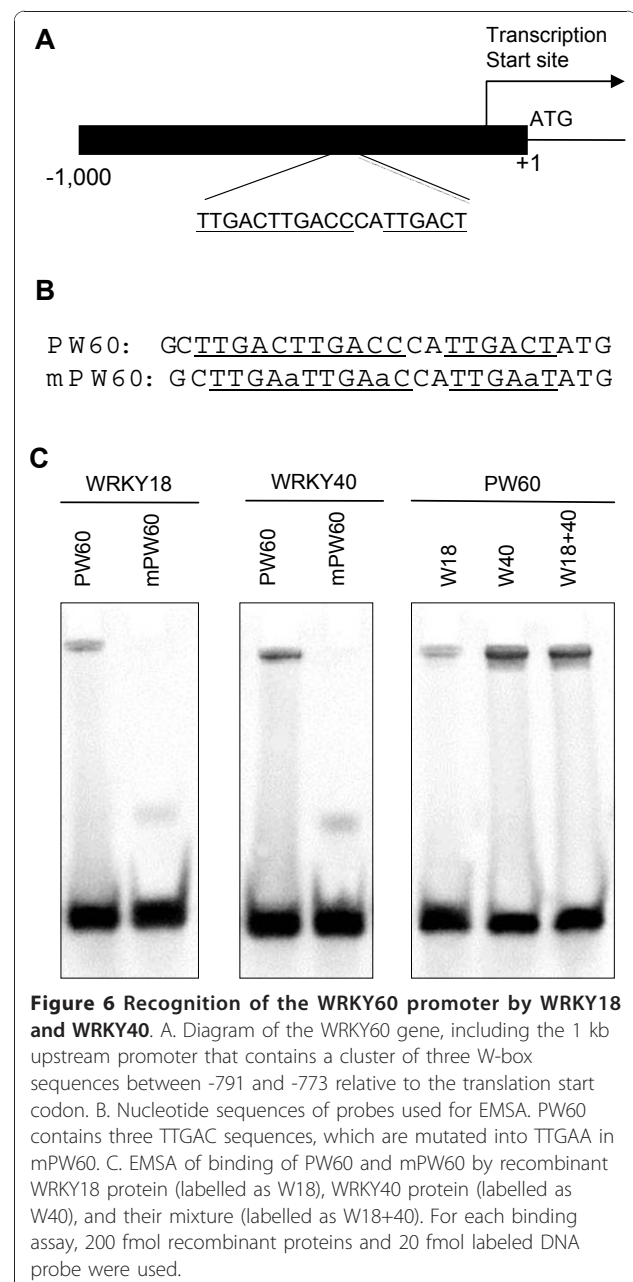 A
Transcription
Start site
ATG
-1,000
+1
TTGACTTGACCCATTGACT
B
PW60: GCTTGACTTGACCCATTGACTATG
mPW60: GCTTGAaTTGAaCCATTGAaTATG
C
WRKY18
WRKY40
PW60
PW60
mPW60
PW60
mPW60
W18
W40
W18+40
Figure 6 Recognition of the WRKY60 promoter by WRKY18
and WRKY40. A. Diagram of the WRKY60 gene, including the 1 kb
upstream promoter that contains a cluster of three W-box
sequences between -791 and -773 relative to the translation start
codon. B. Nucleotide sequences of probes used for EMSA. PW60
contains three TTGAC sequences, which are mutated into TTGAA in
mPW60. C. EMSA of binding of PW60 and mPW60 by recombinant
WRKY18 protein (labelled as W18), WRKY40 protein (labelled as
W40), and their mixture (labelled as W18+40). For each binding
assay, 200 fmol recombinant proteins and 20 fmol labeled DNA
probe were used.